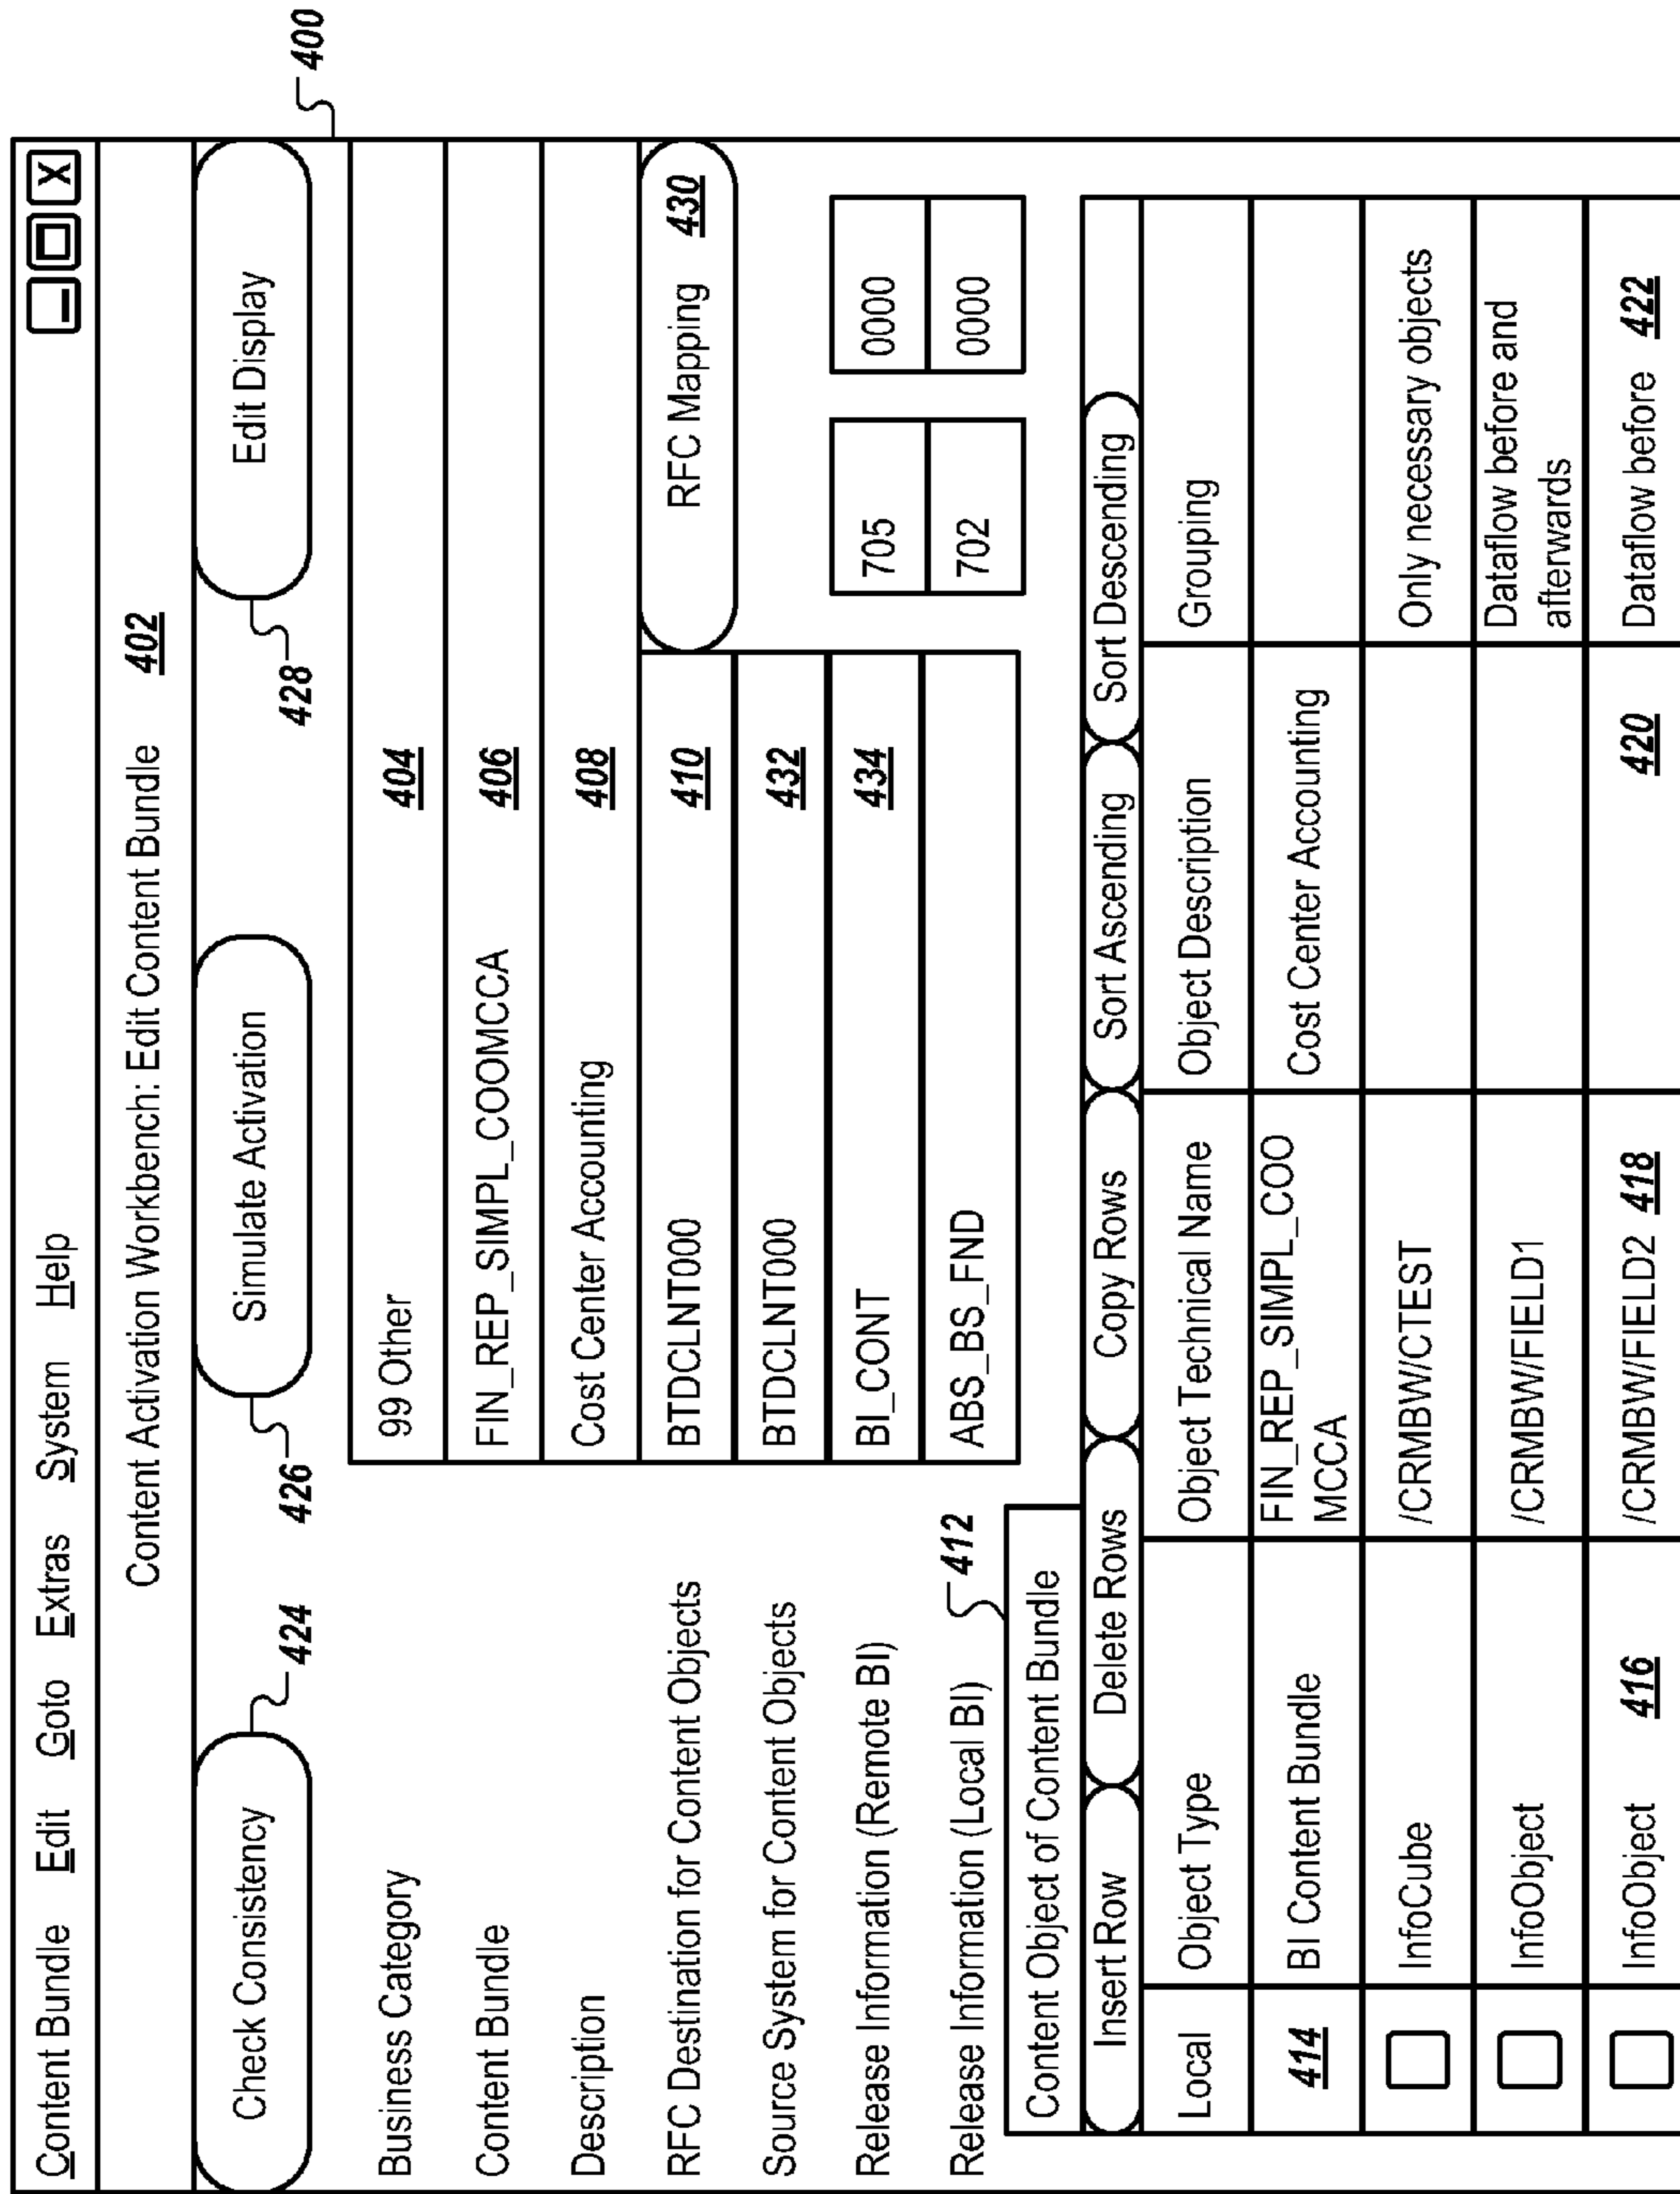 400
Content Bundle Edit Goto Extras System Help X
Content Activation Workbench: Edit Content Bundle 402
Check Consistency Simulate Activation Edit Display
424 426 428
Business Category 99 Other 404
Content Bundle FIN_REP_SIMPL_COOMCCA 406
Description Cost Center Accounting 408
RFC Destination for Content Objects BTDCLNT000 410 RFC Mapping 430
Source System for Content Objects BTDCLNT000 432
Release Information (Remote BI) BI_CONT 434 705 0000
Release Information (Local BI) ABS_BS_FND 702 0000
412
Content Object of Content Bundle
Insert Row Delete Rows Copy Rows Sort Ascending Sort Descending
Local Object Type Object Technical Name Object Description Grouping
414 BI Content Bundle FIN_REP_SIMPL_COO Cost Center Accounting
MCCA
InfoCube /CRMBW/CTEST Only necessary objects
InfoObject /CRMBW/FIELD1 Dataflow before and
afterwards
InfoObject 416 /CRMBW/FIELD2 418 420 Dataflow before 422